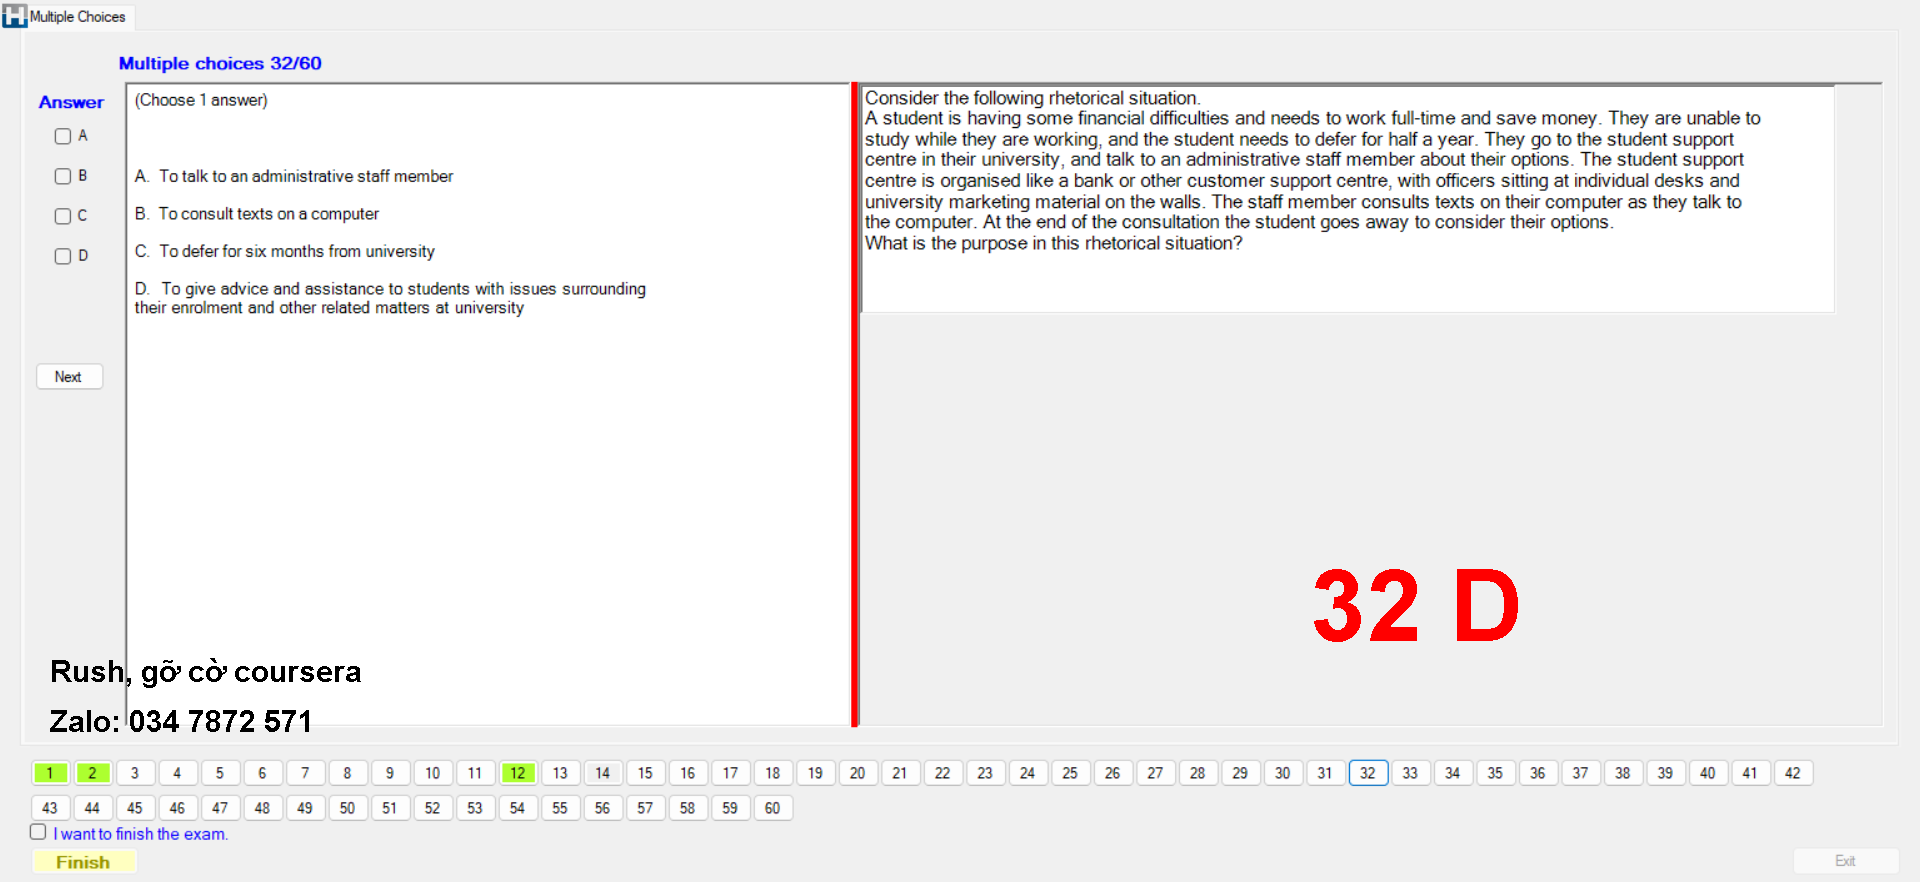 Multiple Choices
Multiple choices 32/60
Answer
A
B
C
D
Next
(Choose 1 answer)
A. To talk to an administrative staff member
B. To consult texts on a computer
C. To defer for six months from university
D. To give advice and assistance to students with issues surrounding
their enrolment and other related matters at university
Consider the following rhetorical situation.
A student is having some financial difficulties and needs to work full-time and save money. They are unable to
study while they are working, and the student needs to defer for half a year. They go to the student support
centre in their university, and talk to an administrative staff member about their options. The student support
centre is organised like a bank or other customer support centre, with officers sitting at individual desks and
university marketing material on the walls. The staff member consults texts on their computer as they talk to
the computer. At the end of the consultation the student goes away to consider their options.
What is the purpose in this rhetorical situation?
32 D
Rush, gỡ cờ coursera
Zalo: 034 7872 571
1 2 3 4 5 6 7 8 9 10 11 12 13 14 15 16 17 18 19 20 21 22 23 24 25 26 27 28 29 30 31 32 33 34 35 36 37 38 39 40 41 42
43 44 45 46 47 48 49 50 51 52 53 54 55 56 57 58 59 60
I want to finish the exam.
Finish
Exit